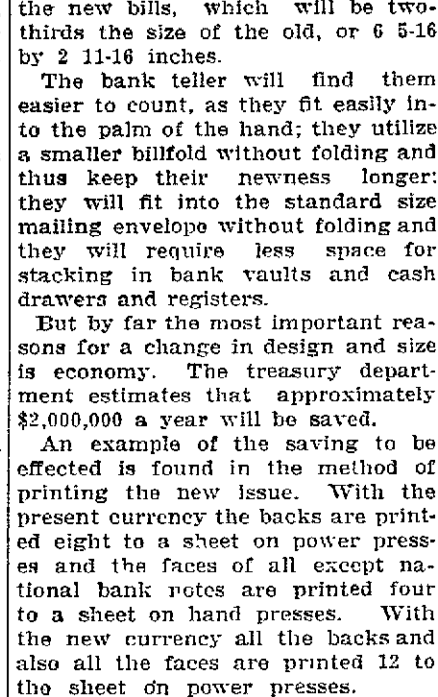 the new bills, which will be two-
thirds the size of the old, or 6 5-16
by 2 11-16 inches.
The bank teller will find them
easier to count, as they fit easily in-
to the palm of the hand; they utilize
a smaller billfold without folding and
thus keep their newness longer;
they will fit into the standard size
mailing envelope without folding and
they will require less space for
stacking in bank vaults and cash
drawers and registers.
But by far the most important rea-
sons for a change in design and size
is economy. The treasury depart-
ment estimates that approximately
$2,000,000 a year will be saved.
An example of the saving to be
effected is found in the method of
printing the new issue. With the
present currency the backs are print-
ed eight to a sheet on power press-
es and the faces of all except na-
tional bank notes are printed four
to a sheet on hand presses. With
the new currency all the backs and
also all the faces are printed 12 to
the sheet on power presses.